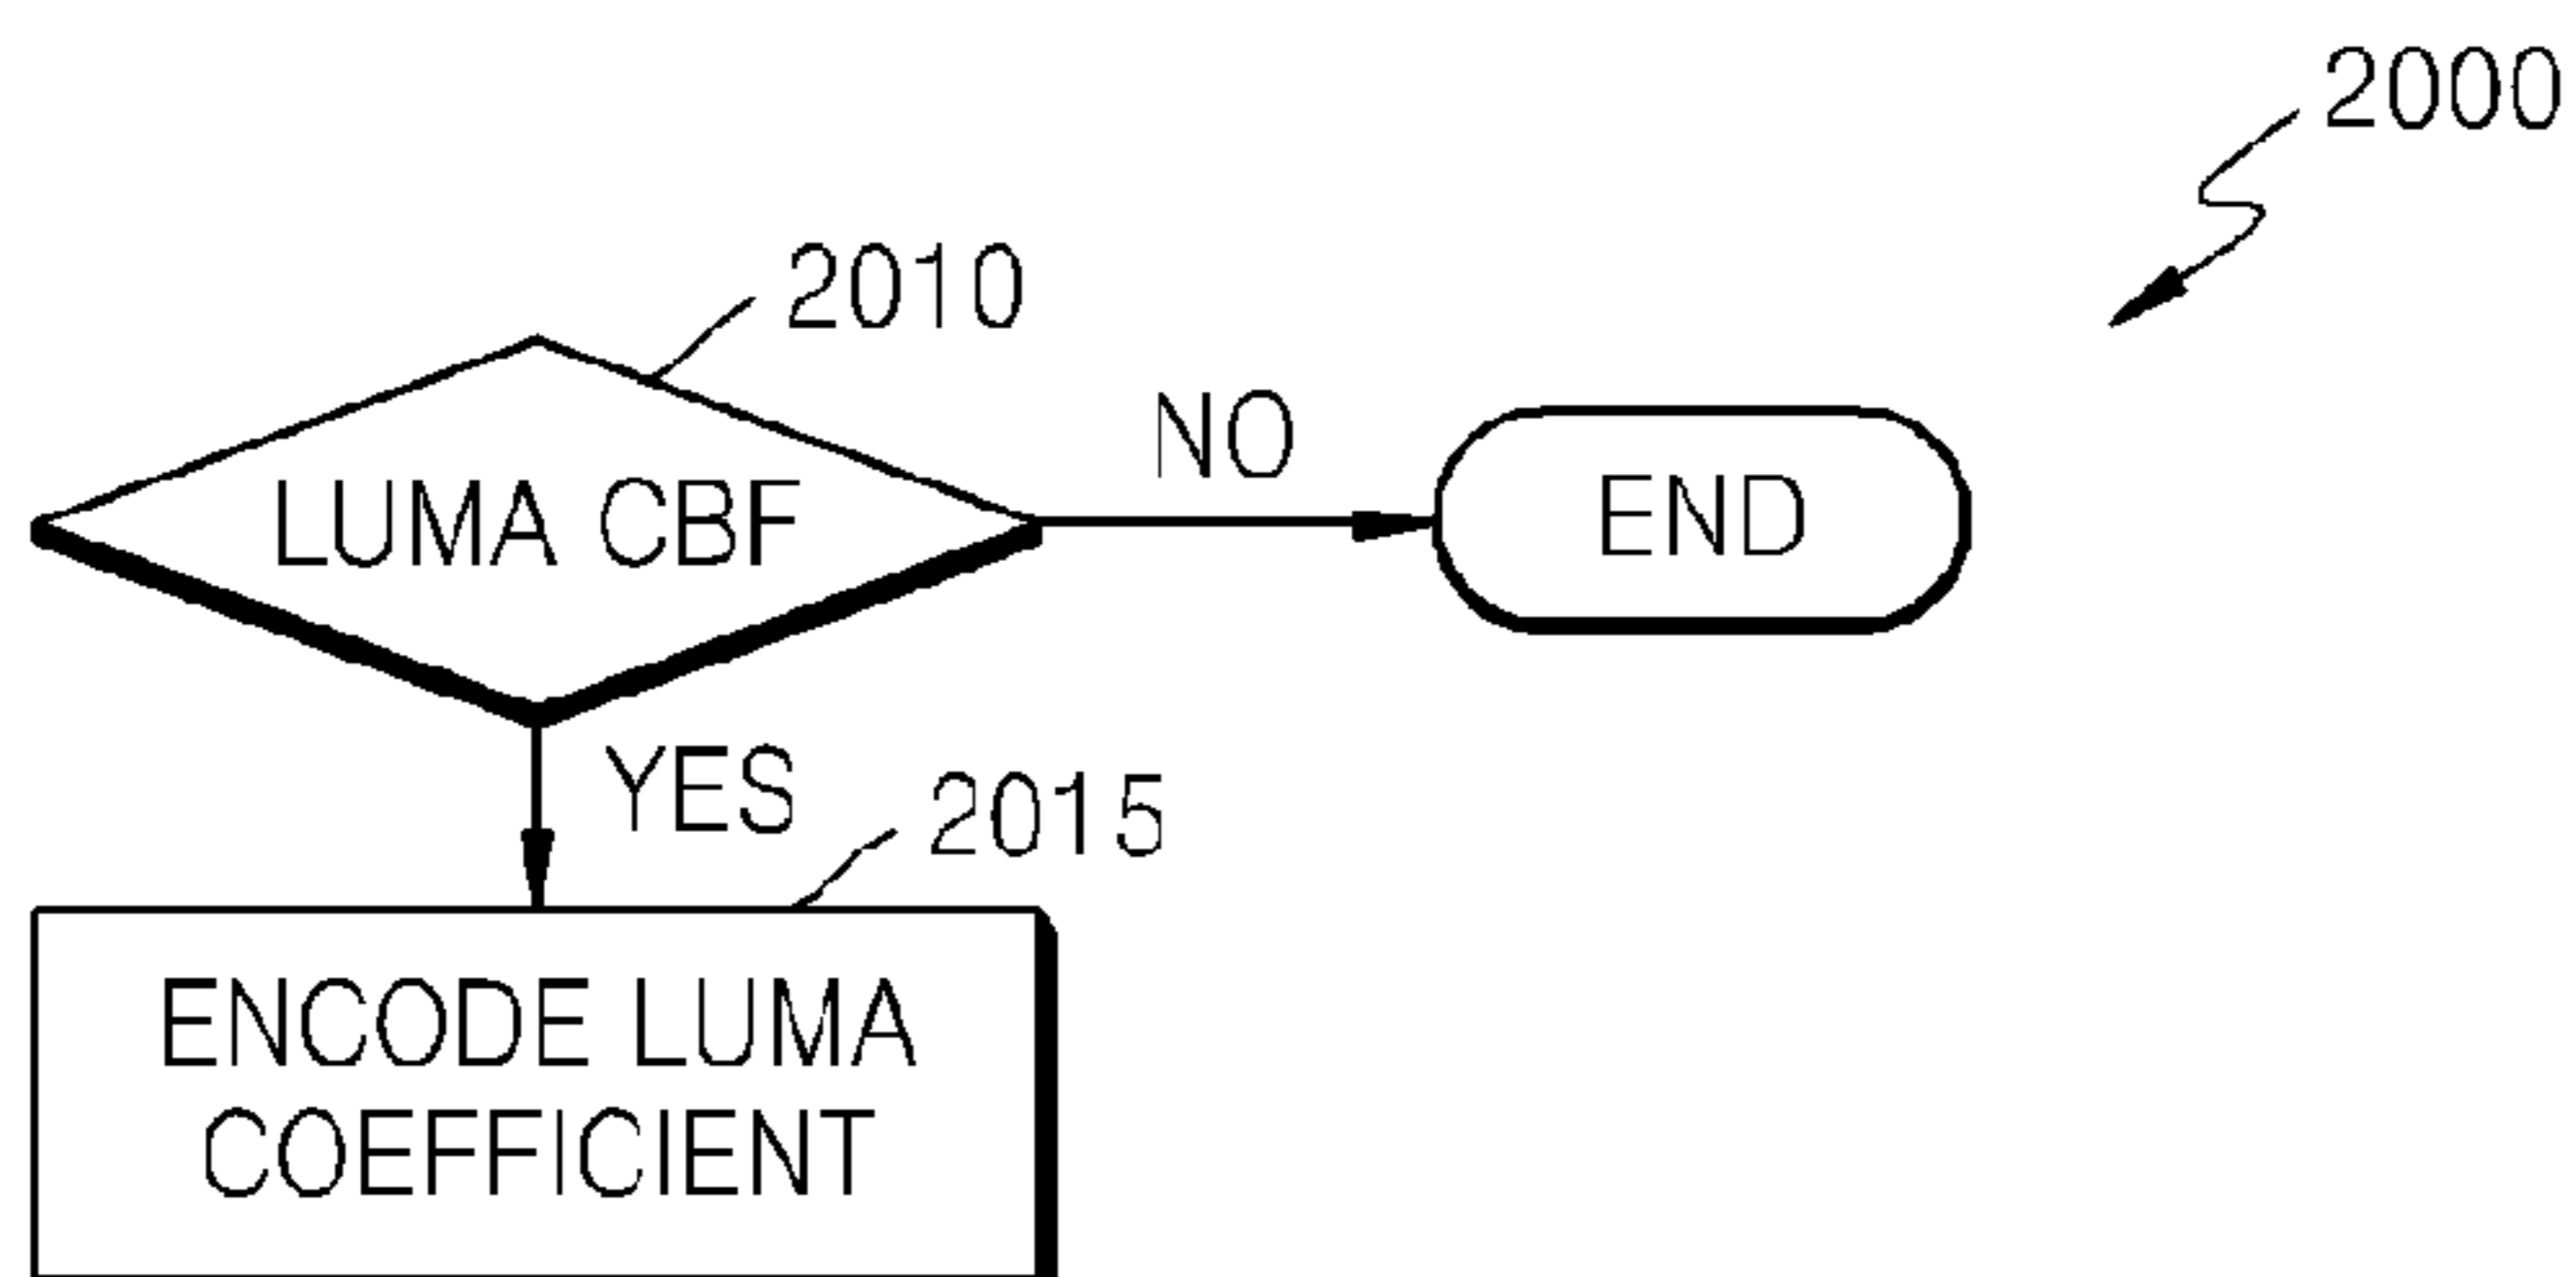 2000
2010
LUMA CBF
NO
END
YES
2015
ENCODE LUMA
COEFFICIENT